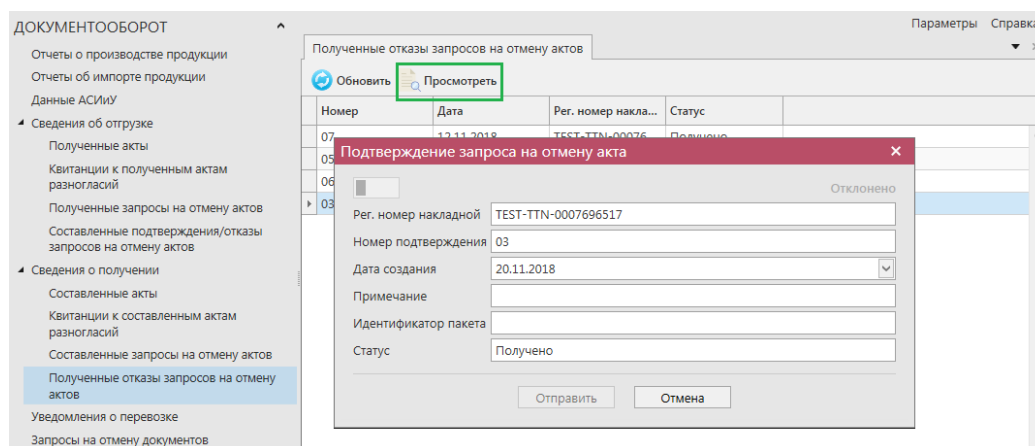 ДОКУМЕНТООБОРОТ
Отчеты о производстве продукции
Отчеты об импорте продукции
Данные АСИиУ
Сведения об отгрузке
Полученные акты
Квитанции к полученным актам
разногласий
Полученные запросы на отмену актов
Составленные подтверждения/отказы
запросов на отмену актов
Сведения о получении
Составленные акты
Квитанции к составленным актам
разногласий
Составленные запросы на отмену актов
Полученные отказы запросов на отмену
актов
Уведомления о перевозке
Запросы на отмену документов
Параметры Справка
Полученные отказы запросов на отмену актов
Обновить Просмотреть
Номер Дата Рег. номер накла... Статус
07 12.11.2018 TEST-TTN-00076... Получено
05
06
03
Подтверждение запроса на отмену акта
Отклонено
Рег. номер накладной TEST-TTN-0007696517
Номер подтверждения 03
Дата создания 20.11.2018
Примечание
Идентификатор пакета
Статус Получено
Отправить Отмена